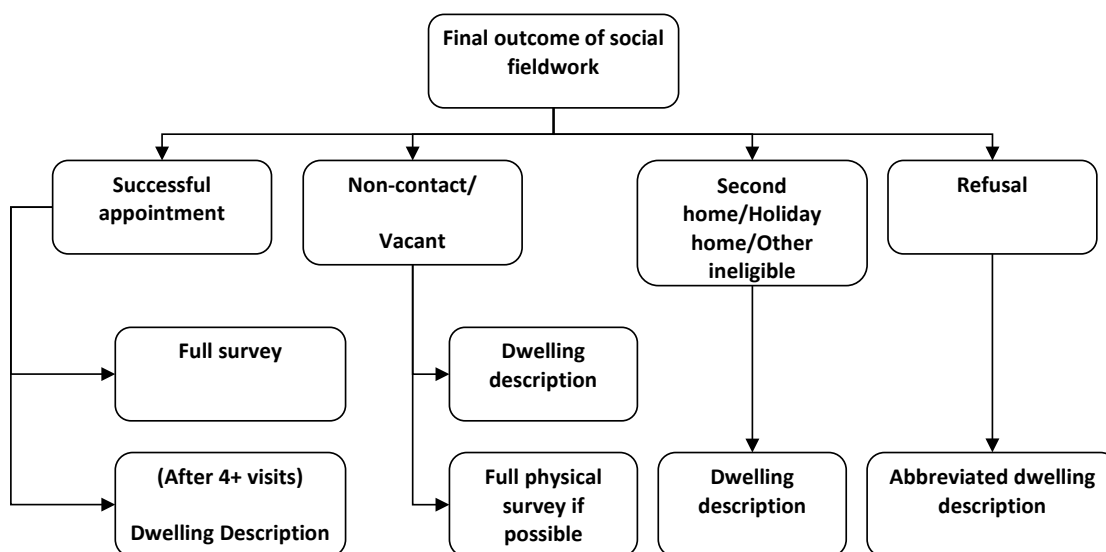 Final outcome of social
fieldwork
Successful
appointment
Non-contact/
Vacant
Second
home/Holiday
home/Other
ineligible
Refusal
Full survey
Dwelling
description
(After 4+ visits)
Dwelling Description
Full physical
survey if
possible
Dwelling
description
Abbreviated dwelling
description